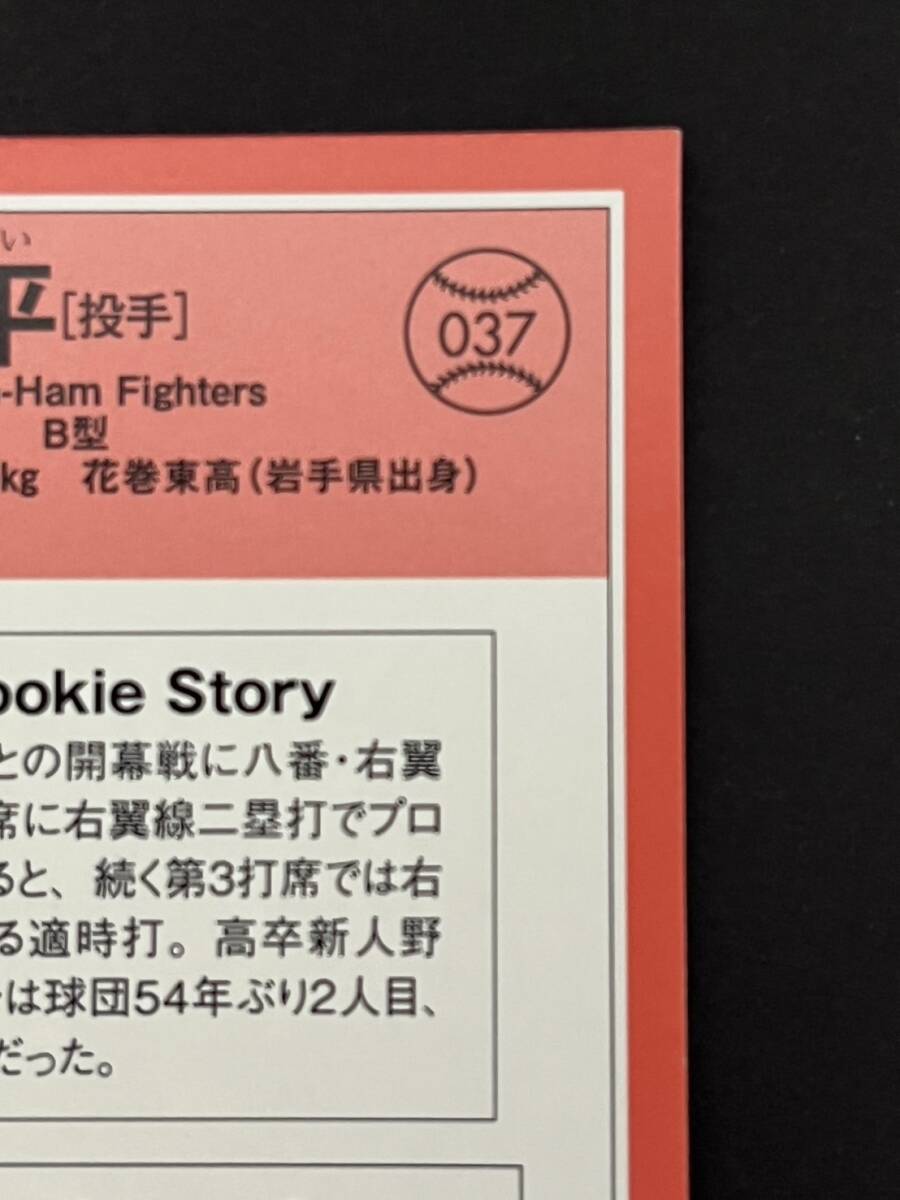 い
平[投手]
037
-Ham Fighters
B型
kg 花巻東高(岩手県出身)
ookie Story
との開幕戦に八番・右翼
席に右翼線二塁打でプロ
ると、続く第3打席では右
る適時打。高卒新人野
は球団54年ぶり2人目、
だった。